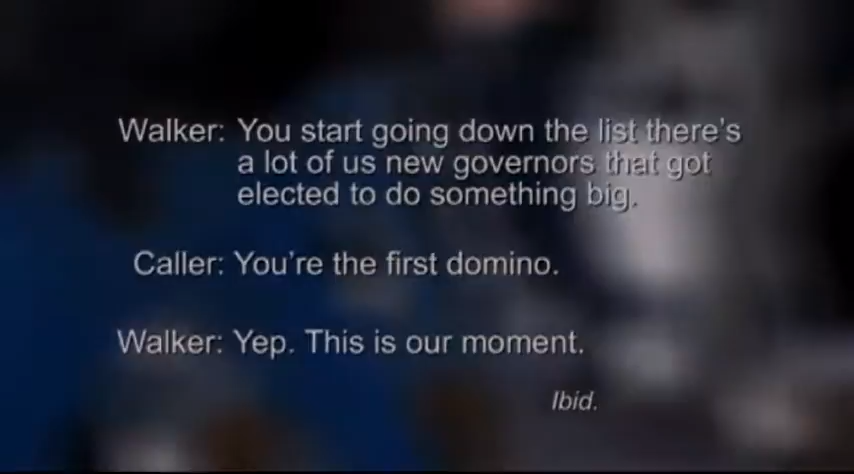 Walker: You start going down the list there's
a lot of us new governors that got
elected to do something big.
Caller: You're the first domino.
Walker: Yep. This is our moment.
Ibid.